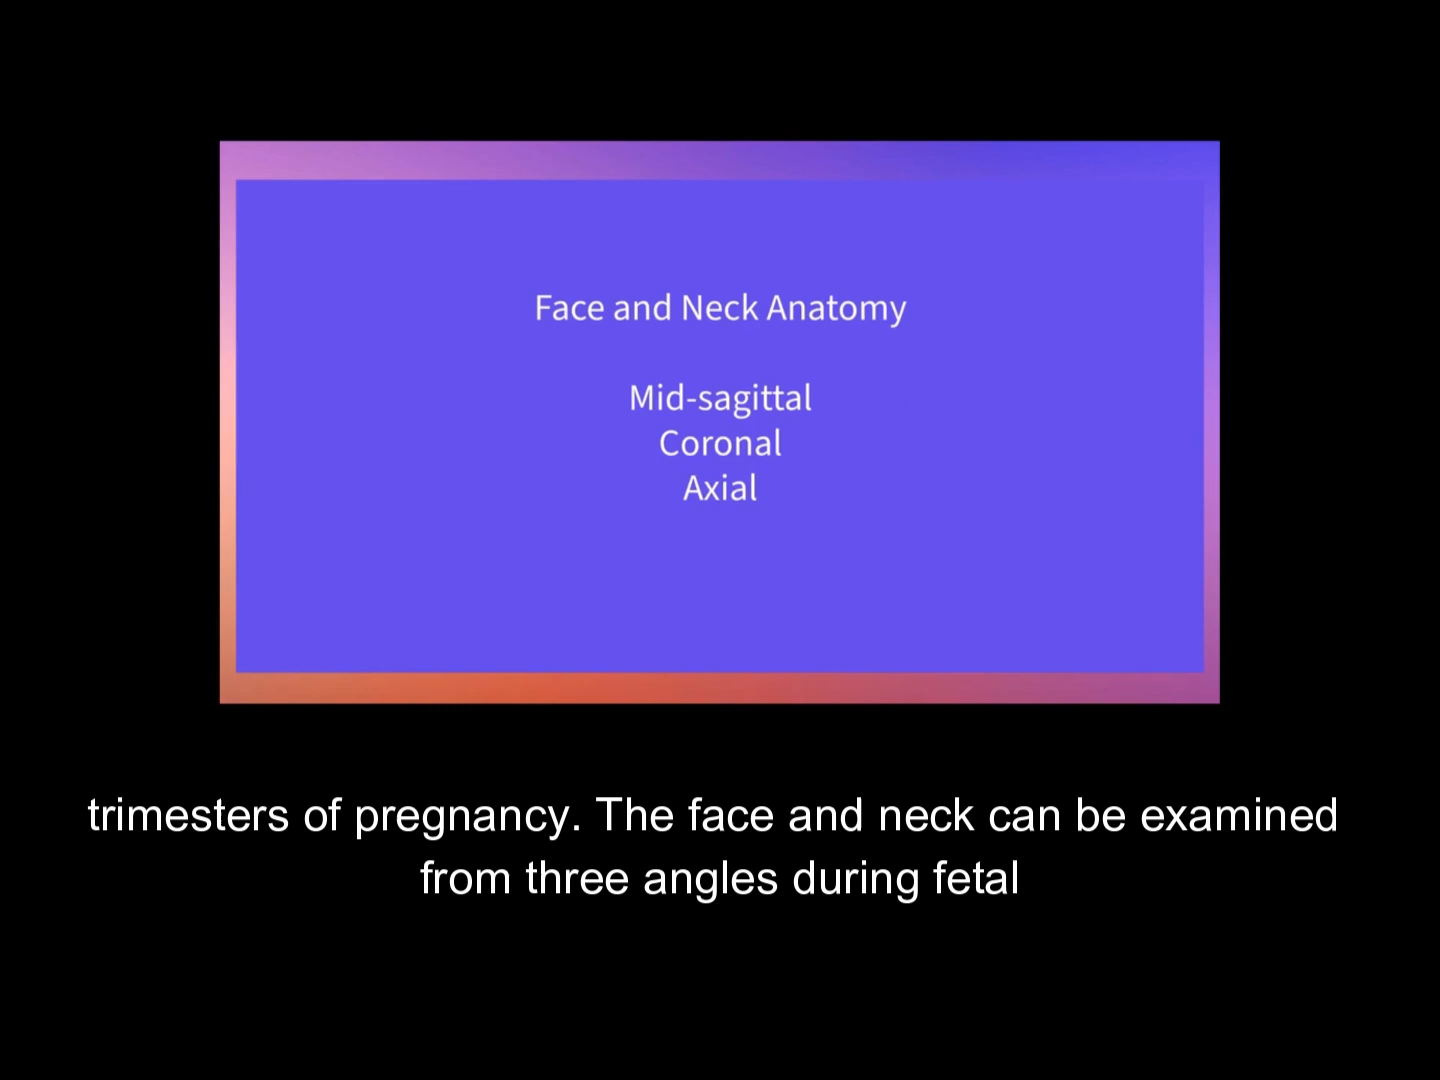 Face and Neck Anatomy
Mid-sagittal
Coronal
Axial
trimesters of pregnancy. The face and neck can be examined
from three angles during fetal